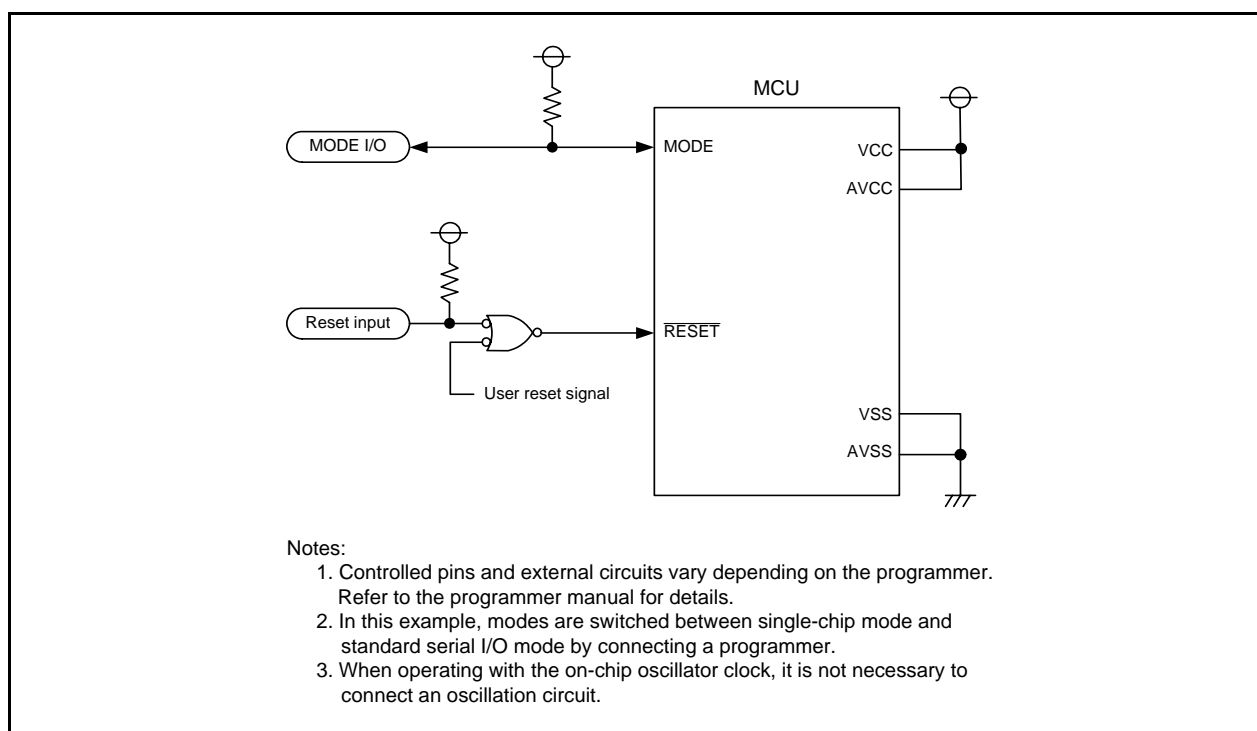 MCU
MODE I/O
MODE
VCC
AVCC
Reset input
RESET
User reset signal
VSS
AVSS
Notes:
1. Controlled pins and external circuits vary depending on the programmer.
Refer to the programmer manual for details.
2. In this example, modes are switched between single-chip mode and
standard serial I/O mode by connecting a programmer.
3. When operating with the on-chip oscillator clock, it is not necessary to
connect an oscillation circuit.